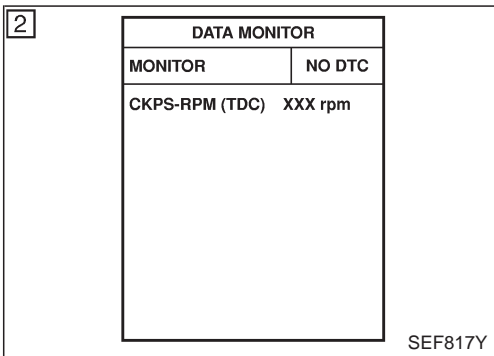 2
DATA MONITOR
MONITOR NO DTC
CKPS-RPM (TDC) XXX rpm
SEF817Y